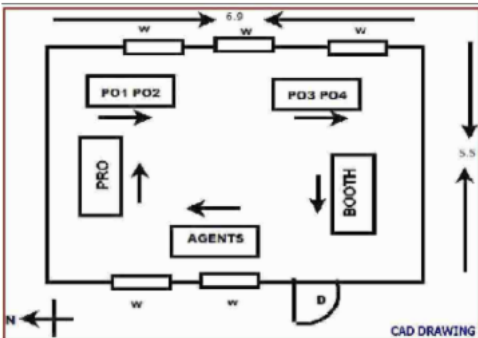 6.9
W
W
W
PO1 PO2
PO3 PO4
5.5
PRO
BOOTH
AGENTS
W
W
D
N
CAD DRAWING